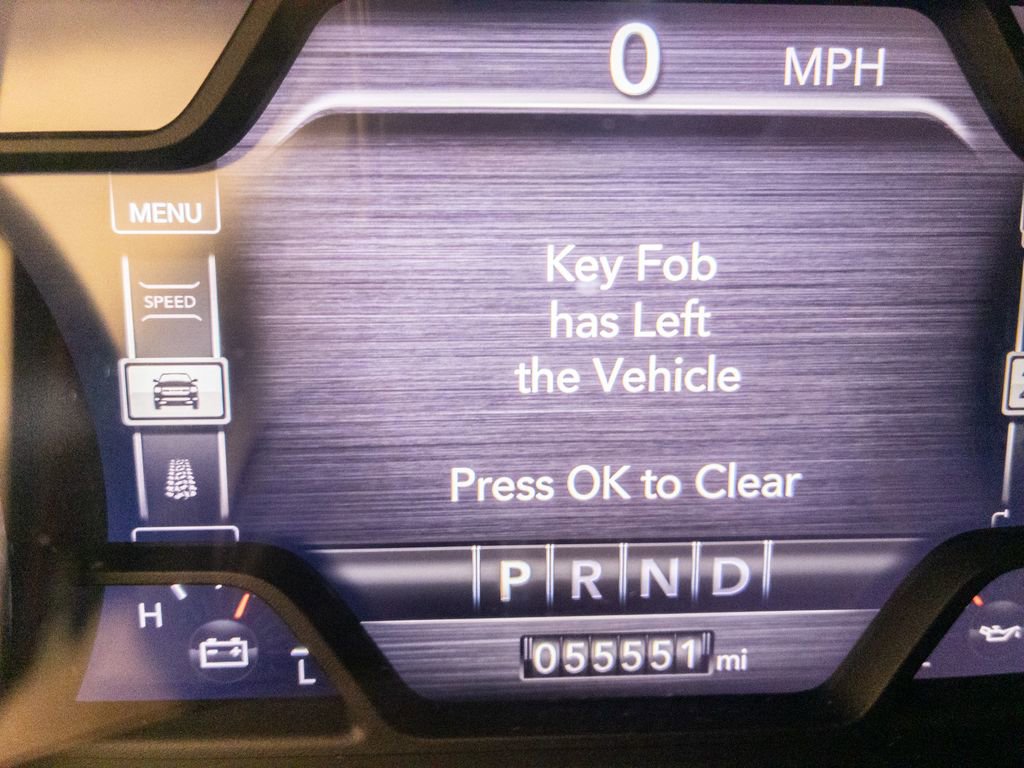 0 MPH
MENU
SPEED
Key Fob
has Left
the Vehicle
Press OK to Clear
P R N D
H
L
055551 mi